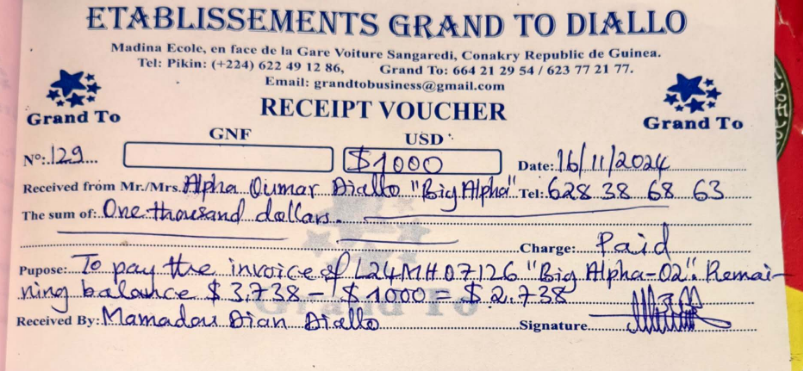 ETABLISSEMENTS GRAND TO DIALLO
Madina Ecole, en face de la Gare Voiture Sangaredi, Conakry Republic de Guinea.
Tel: Pikin: (+224) 622 49 12 86, Grand To: 664 21 29 54 / 623 77 21 77.
Email: grandtobusiness@gmail.com
Grand To RECEIPT VOUCHER Grand To
GNF USD
N°: 129 $1000 Date: 16/11/2024
Received from Mr./Mrs. Alpha Oumar Diallo "Big Alpha" Tel: 628 38 68 63
The sum of: One thousand dollars.
Charge: Paid
Pupose: To pay the invoice of L24MH07126 "Big Alpha-02". Remai-
ning balance $3.738 - $1000 = $2.738
Grand To
Received By: Mamadou Dian Diallo Signature